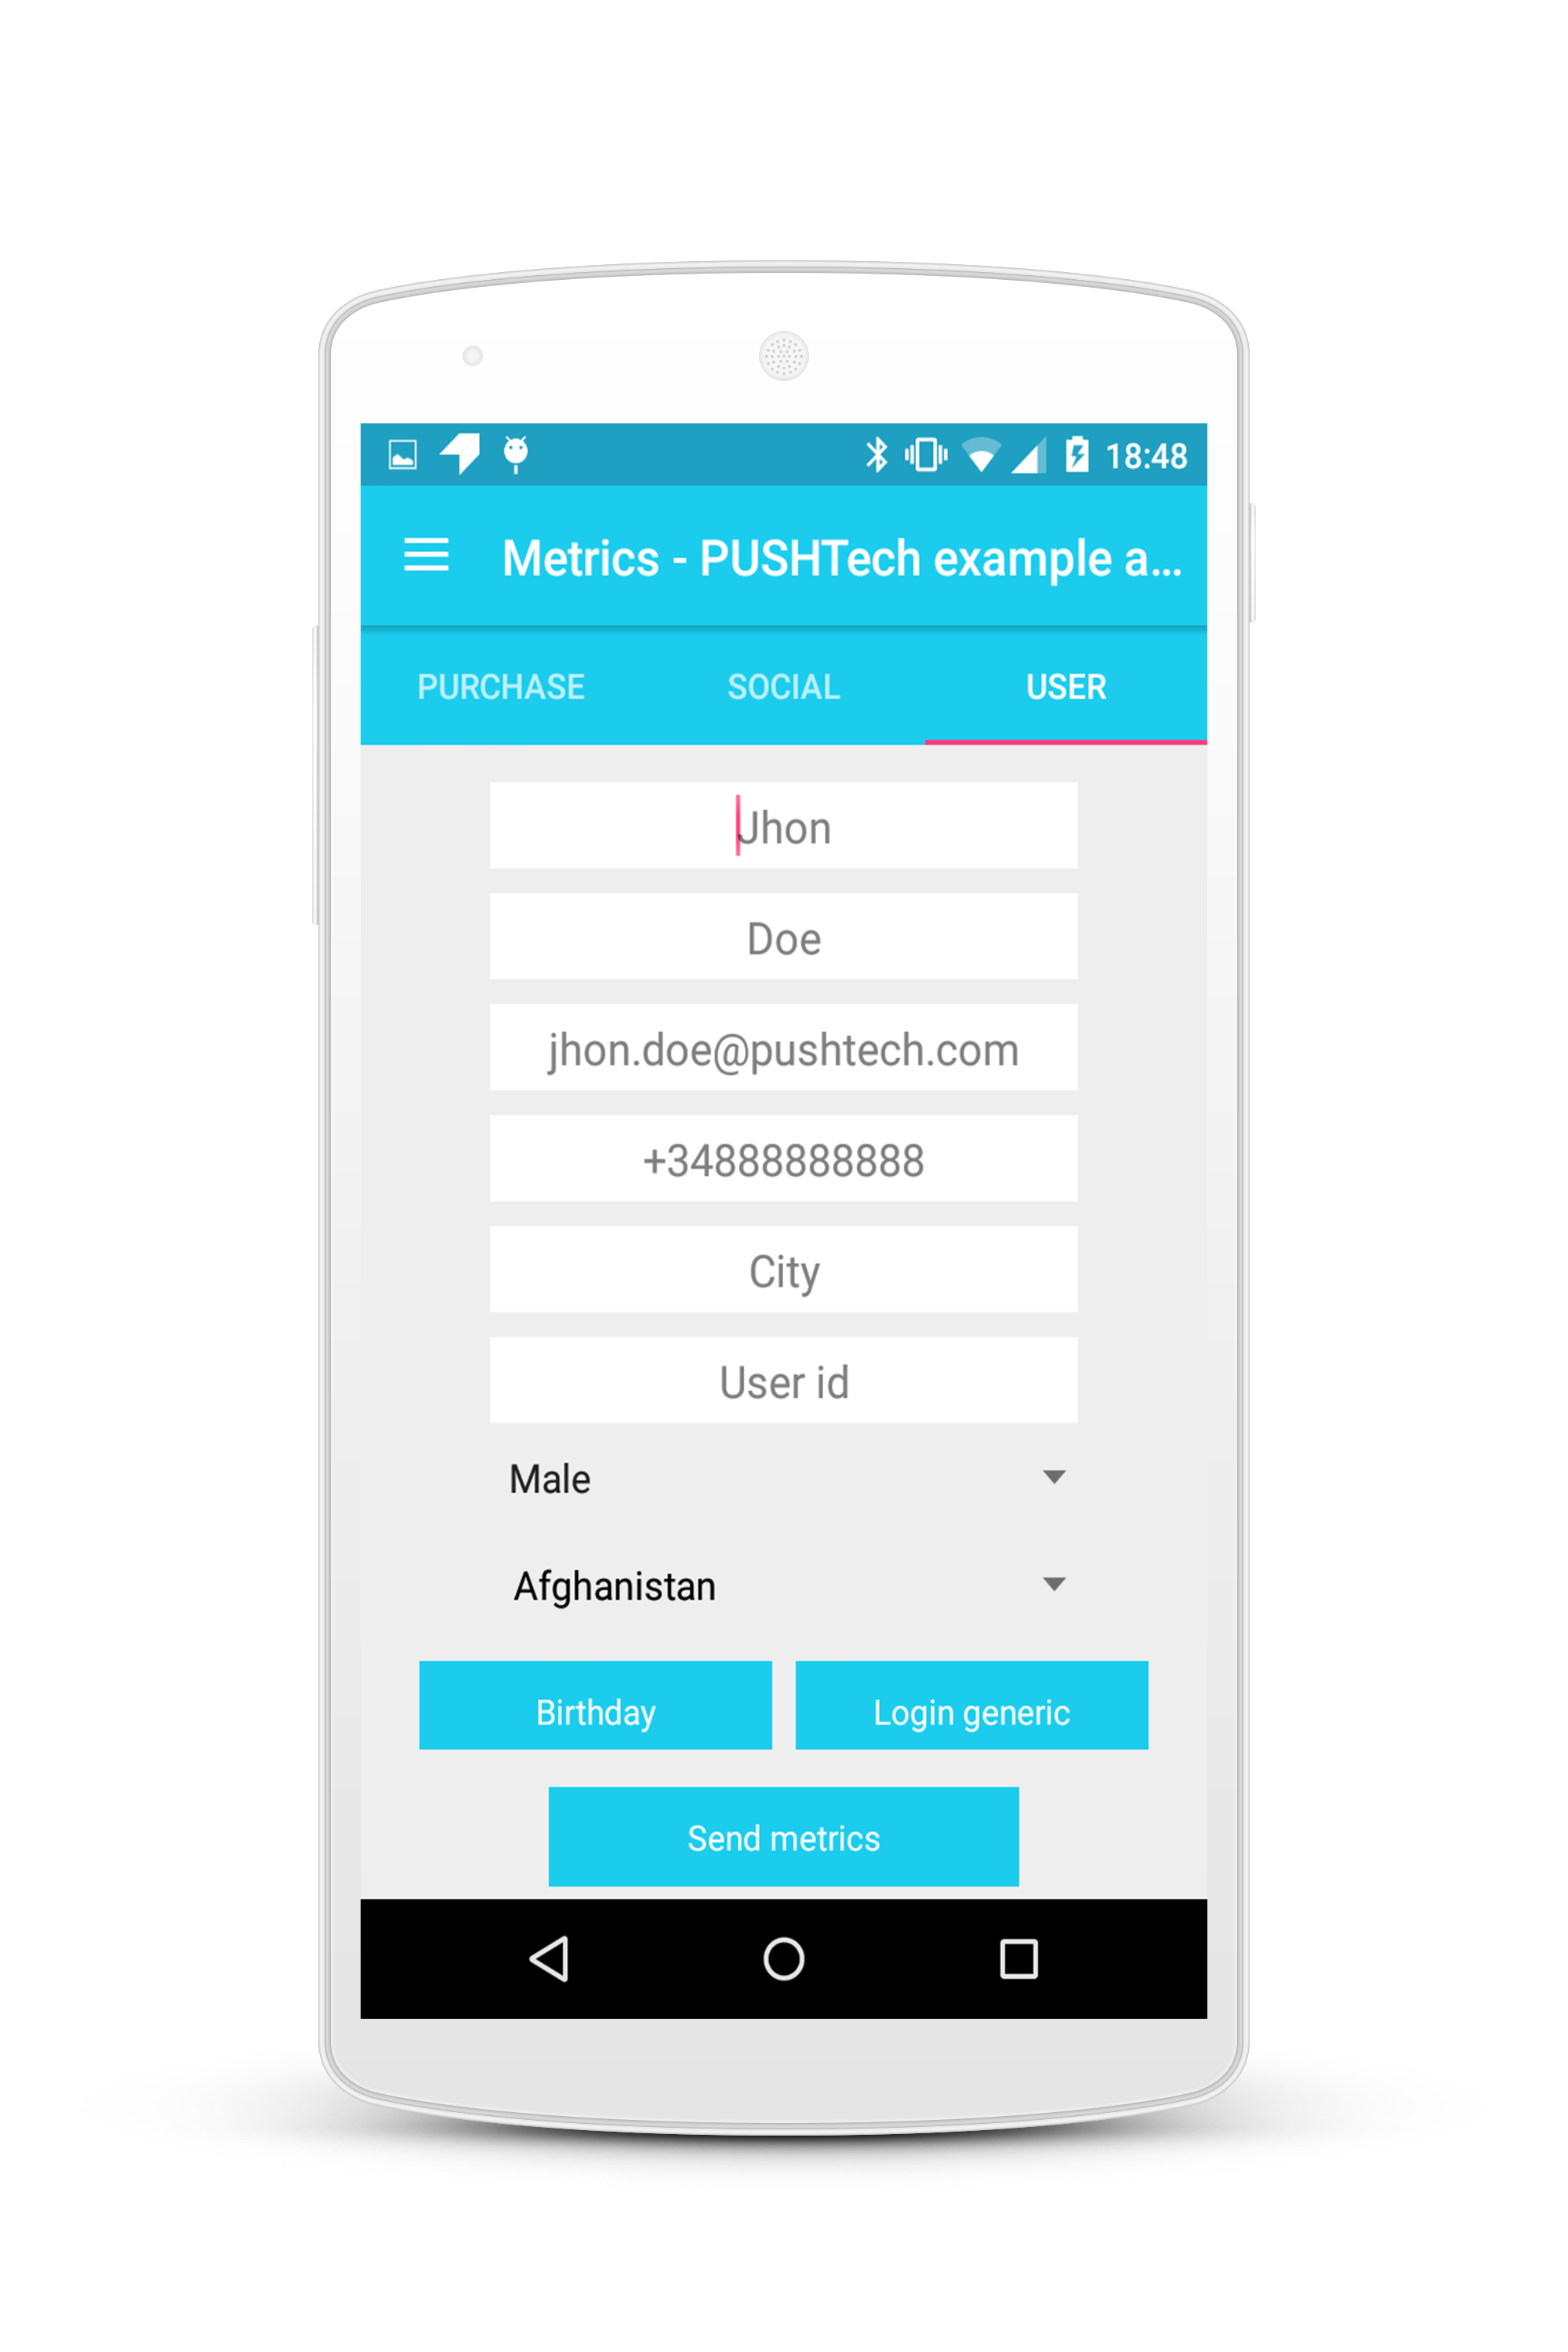 18:48
Metrics - PUSHTech example a...
PURCHASE SOCIAL USER
Jhon
Doe
jhon.doe@pushtech.com
+34888888888
City
User id
Male
Afghanistan
Birthday Login generic
Send metrics